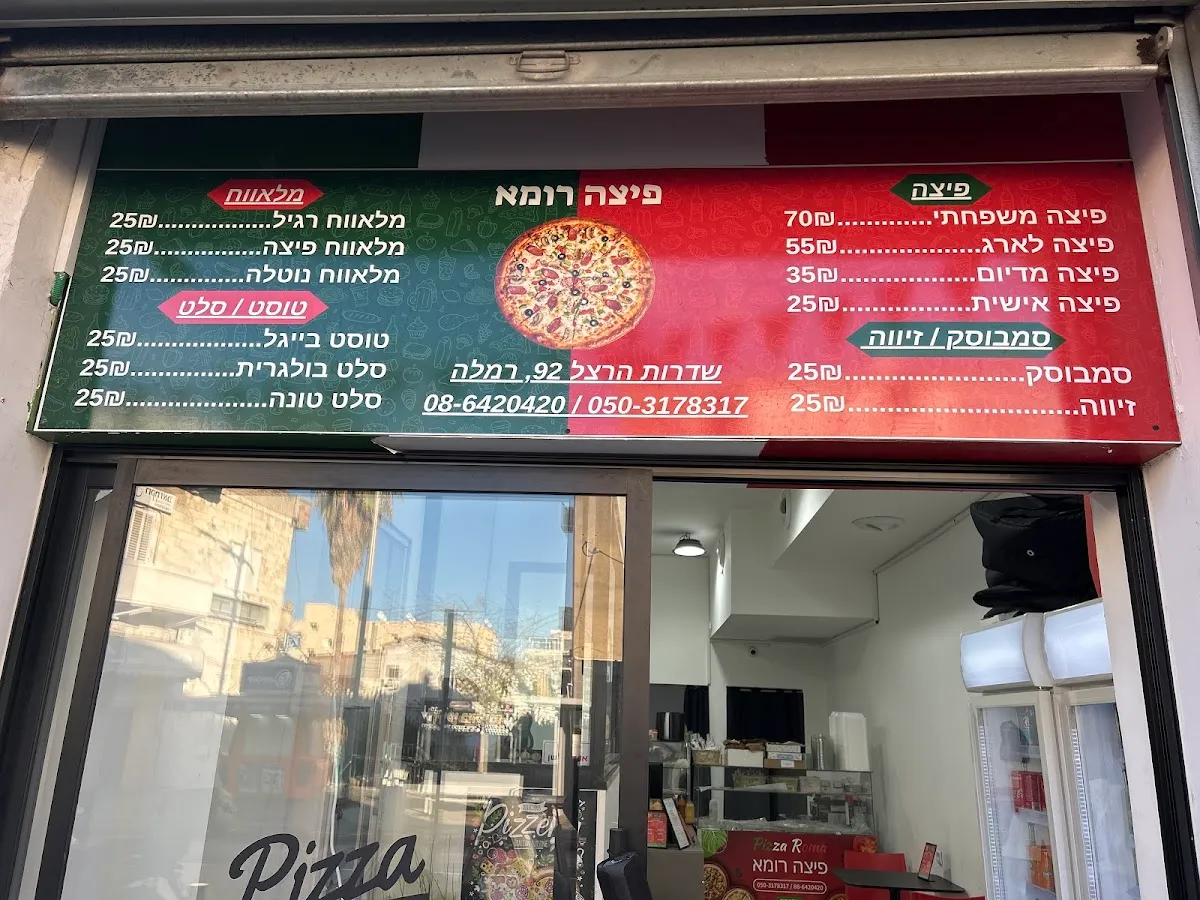 פיצה רומא
פיצה
פיצה משפחתי.............70₪
פיצה לארג...................55₪
פיצה מדיום..................35₪
פיצה אישית.................25₪
סמבוסק / זיווה
סמבוסק........................25₪
זיווה...............................25₪
מלאווח
מלאווח רגיל.................25₪
מלאווח פיצה................25₪
מלאווח נוטלה..............25₪
טוסט / סלט
טוסט בייגל...................25₪
סלט בולגרית................25₪
סלט טונה.....................25₪
שדרות הרצל 92, רמלה
08-6420420 / 050-3178317
Pizza
Pizza Roma
פיצה רומא
050-3178317 / 08-6420420